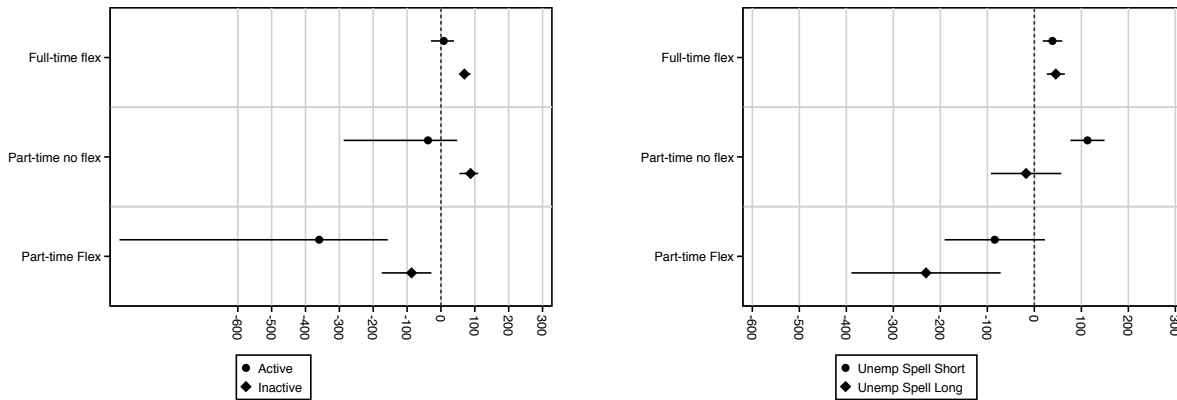 Full-time flex
Part-time no flex
Part-time Flex
-600 -500 -400 -300 -200 -100 0 100 200 300
Active
Inactive
Full-time flex
Part-time no flex
Part-time Flex
-600 -500 -400 -300 -200 -100 0 100 200 300
Unemp Spell Short
Unemp Spell Long